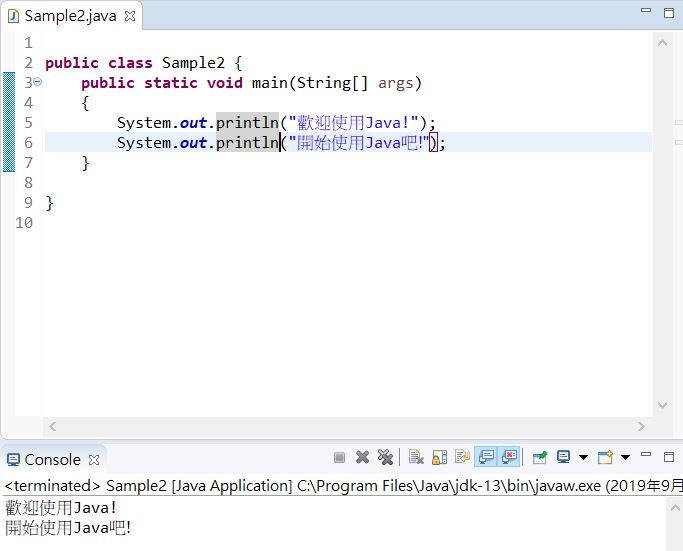 Sample2.java
1
2 public class Sample2 {
3 public static void main(String[] args)
4 {
5 System.out.println("歡迎使用Java!");
6 System.out.println("開始使用Java吧!");
7 }
8
9 }
10
Console
<terminated> Sample2 [Java Application] C:\Program Files\Java\jdk-13\bin\javaw.exe (2019年9月
歡迎使用Java!
開始使用Java吧!